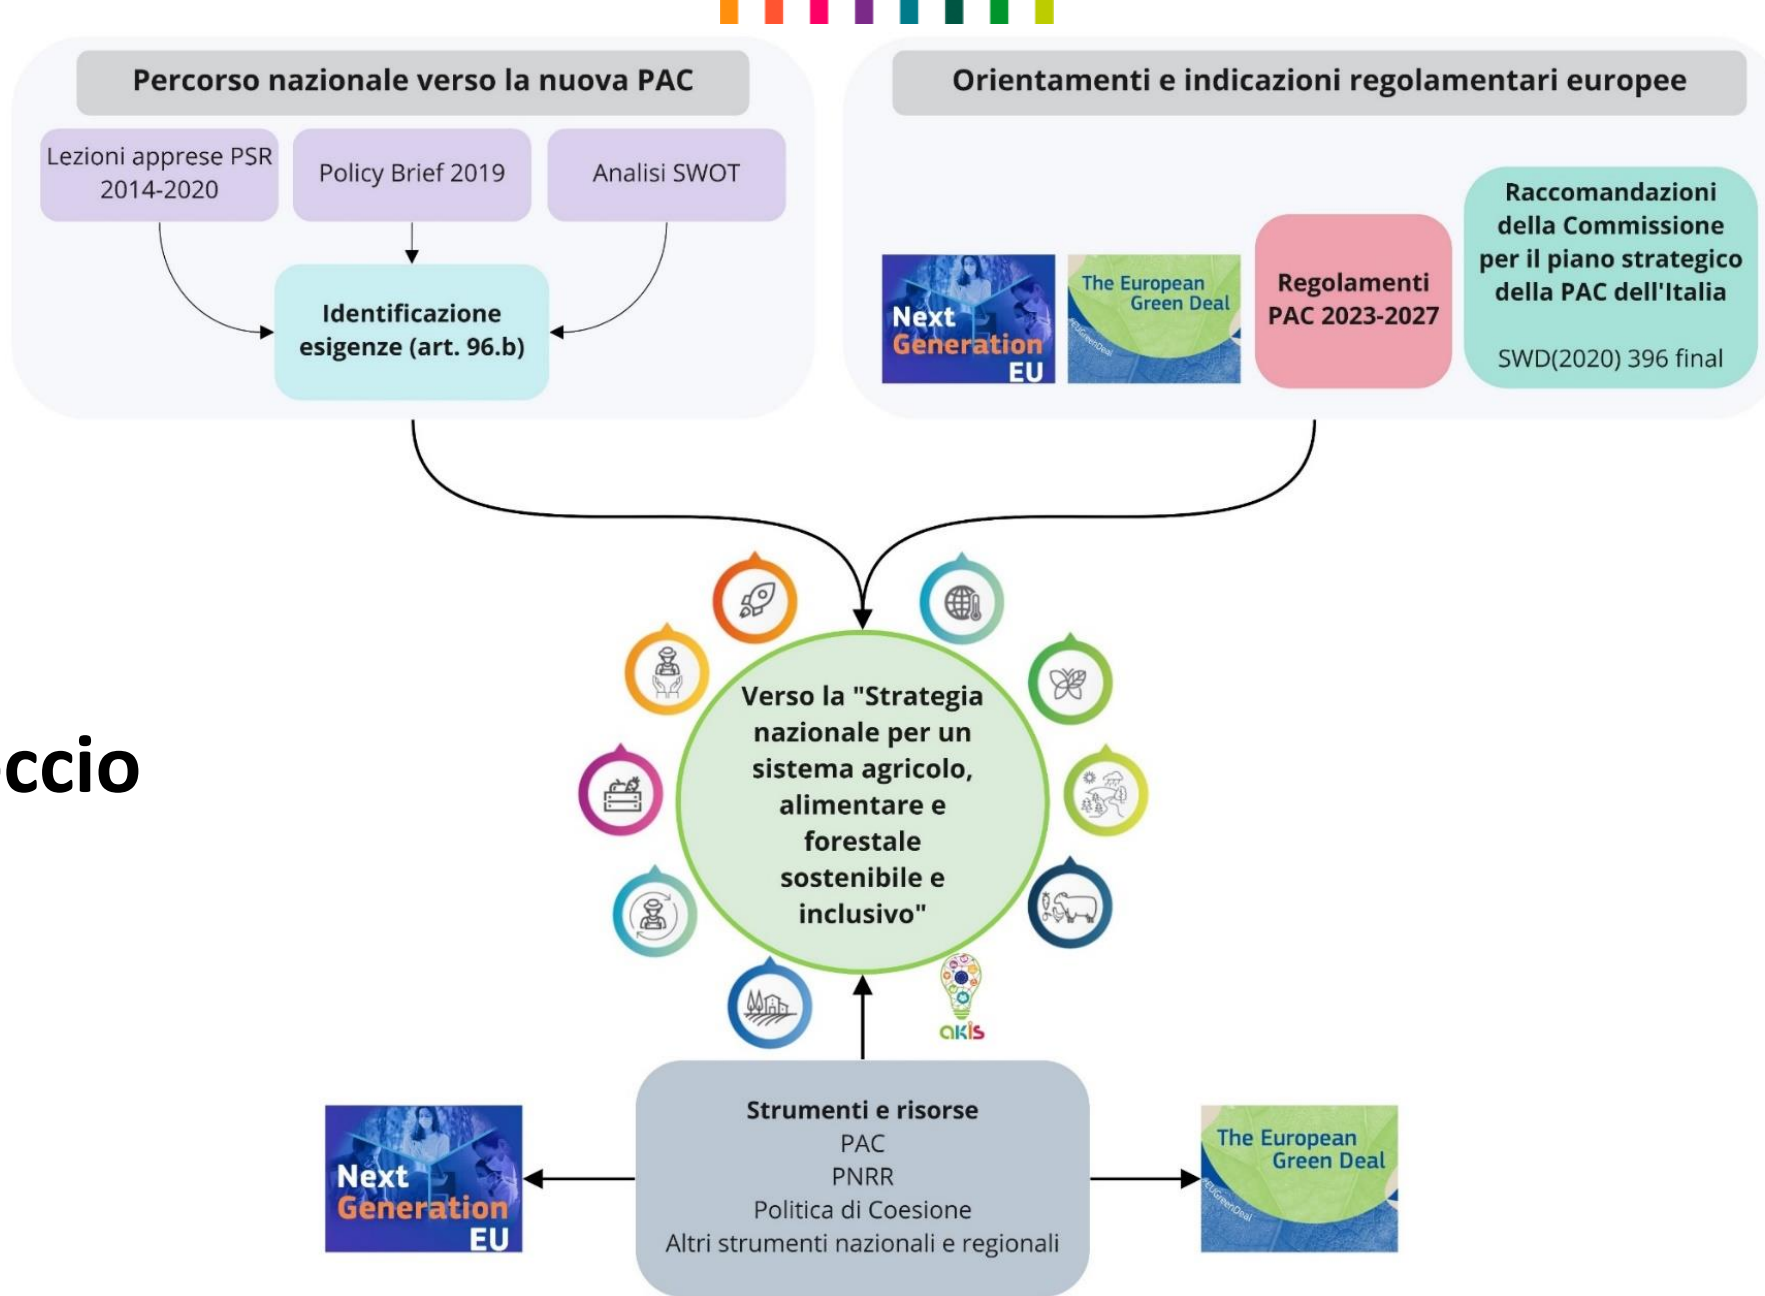 Percorso nazionale verso la nuova PAC
Lezioni apprese PSR
2014-2020
Policy Brief 2019
Analisi SWOT
Identificazione
esigenze (art. 96.b)
Orientamenti e indicazioni regolamentari europee
Next
Generation
EU
The European
Green Deal
#EUGreenDeal
Regolamenti
PAC 2023-2027
Raccomandazioni
della Commissione
per il piano strategico
della PAC dell'Italia
SWD(2020) 396 final
ccio
Verso la "Strategia
nazionale per un
sistema agricolo,
alimentare e
forestale
sostenibile e
inclusivo"
akis
Strumenti e risorse
PAC
PNRR
Politica di Coesione
Altri strumenti nazionali e regionali
Next
Generation
EU
The European
Green Deal
#EUGreenDeal